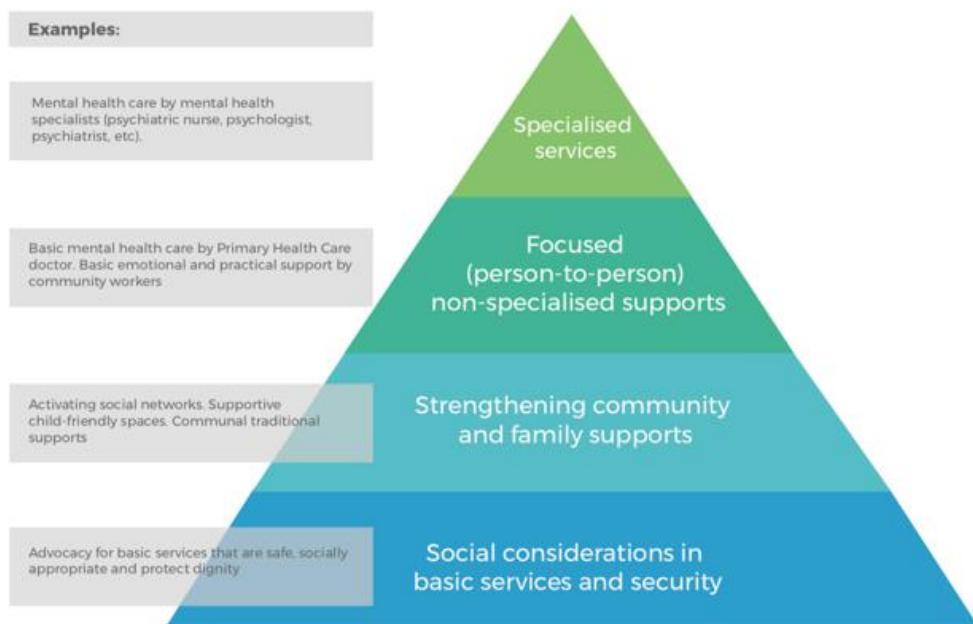 Examples:
Mental health care by mental health
specialists (psychiatric nurse, psychologist,
psychiatrist, etc).
Specialised
services
Basic mental health care by Primary Health Care
doctor. Basic emotional and practical support by
community workers
Focused
(person-to-person)
non-specialised supports
Activating social networks. Supportive
child-friendly spaces. Communal traditional
supports
Strengthening community
and family supports
Advocacy for basic services that are safe, socially
appropriate and protect dignity
Social considerations in
basic services and security